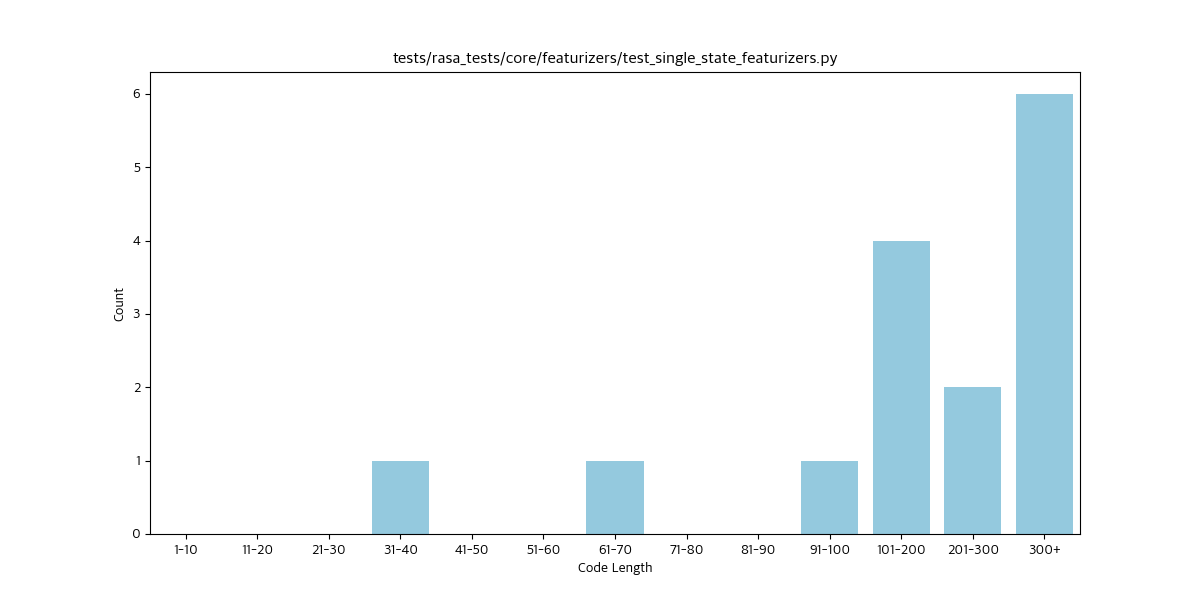 tests/rasa_tests/core/featurizers/test_single_state_featurizers.py
6
5
4
3
2
1
0
Count
1-10 11-20 21-30 31-40 41-50 51-60 61-70 71-80 81-90 91-100 101-200 201-300 300+
Code Length